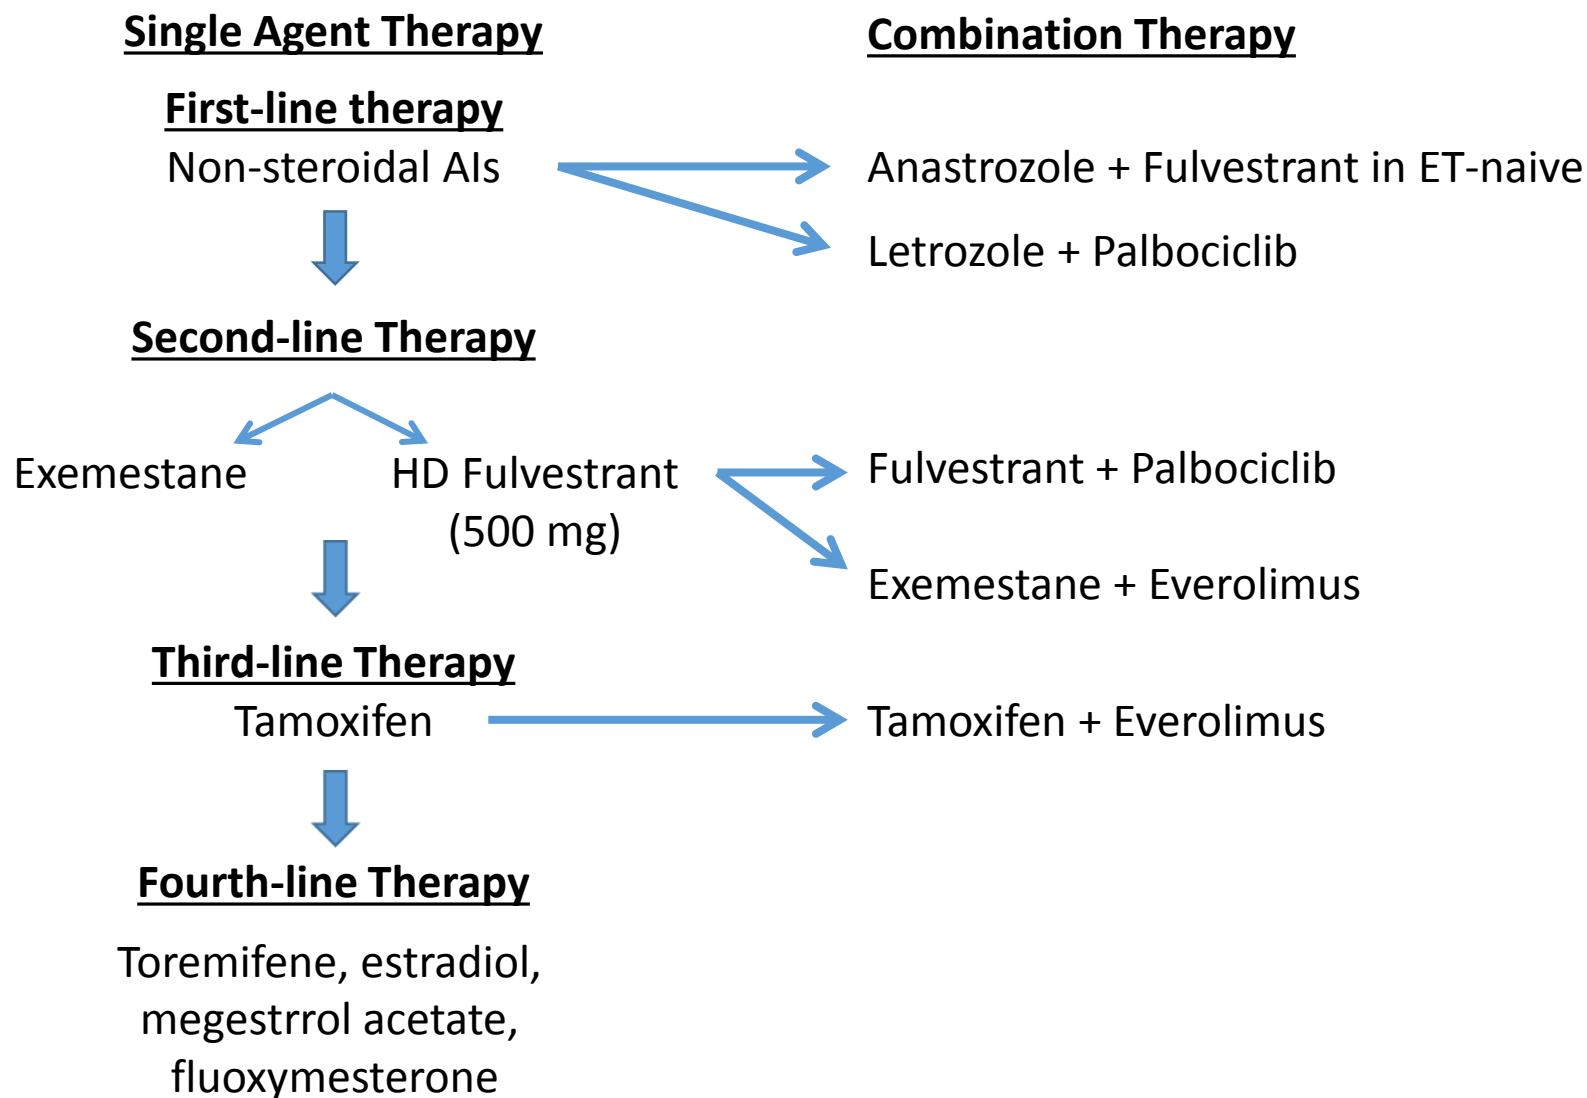 Single Agent Therapy
Combination Therapy
First-line therapy
Non-steroidal AIs
Anastrozole + Fulvestrant in ET-naive
Letrozole + Palbociclib
Second-line Therapy
Exemestane
HD Fulvestrant
(500 mg)
Fulvestrant + Palbociclib
Exemestane + Everolimus
Third-line Therapy
Tamoxifen
Tamoxifen + Everolimus
Fourth-line Therapy
Toremifene, estradiol,
megestrrol acetate,
fluoxymesterone